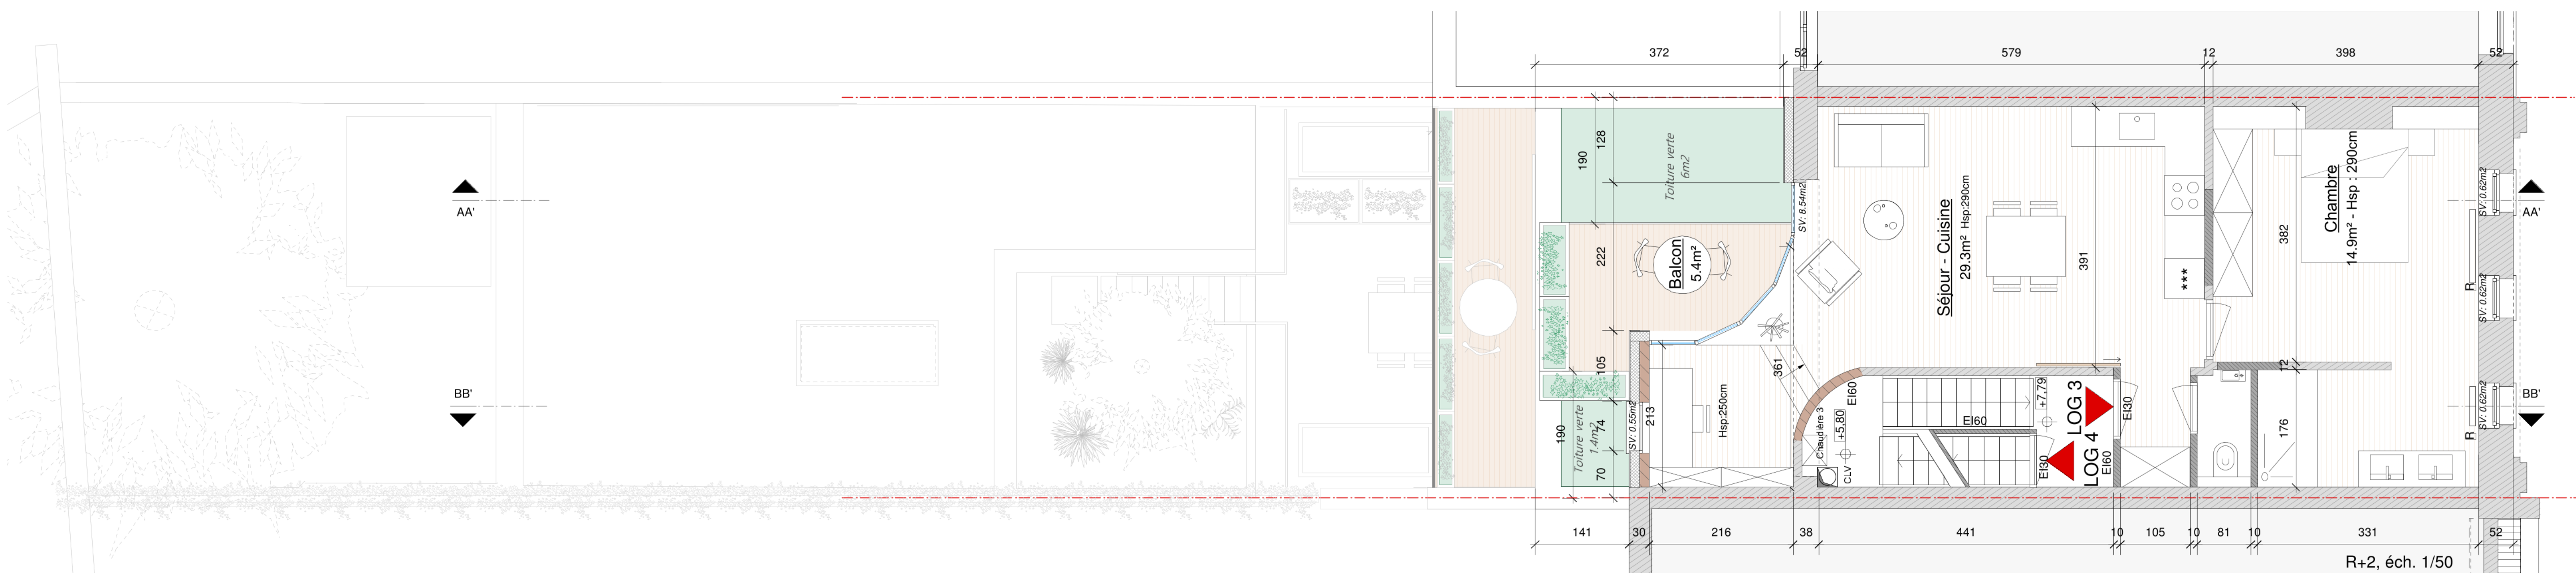 372
52
579
12
398
52
AA'
BB'
190
128
222
105
74
70
190
Toiture verte
6m2
Toiture verte
1.4m2
SV: 8.54m2
SV: 0.55m2
Balcon
5.4m²
213
Hsp:250cm
361
Séjour - Cuisine
29.3m² Hsp:290cm
391
***
Chaudière 3
CLV
+5,80
EI60
EI60
+7,79
EI30
LOG 4
LOG 3
EI60
EI30
12
382
176
Chambre
14.9m² - Hsp : 290cm
R
R
SV: 0.62m2
SV: 0.62m2
SV: 0.62m2
AA'
BB'
141
30
216
38
441
10
105
10
81
10
331
52
R+2, éch. 1/50